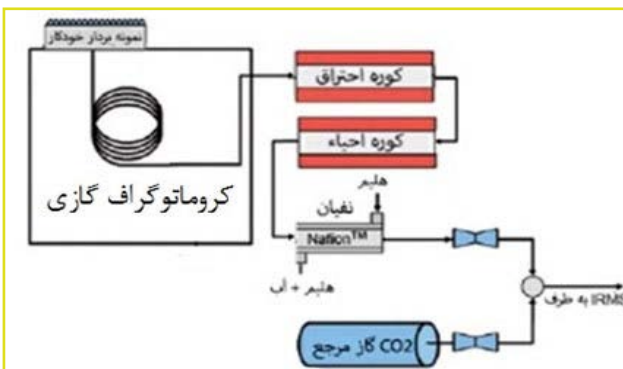 نمونه بردار خودکار
کروماتوگراف گازی
کوره احتراق
کوره احیاء
هلیم
نفیان
Nafion™
هلیم + آب
گاز مرجع CO2
به طرف IRMS